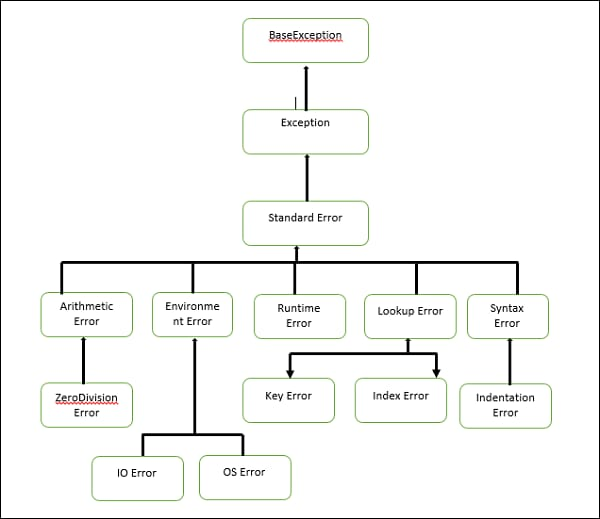 BaseException
Exception
Standard Error
Arithmetic
Error
Environme
nt Error
Runtime
Error
Lookup Error
Syntax
Error
ZeroDivision
Error
Key Error
Index Error
Indentation
Error
IO Error
OS Error